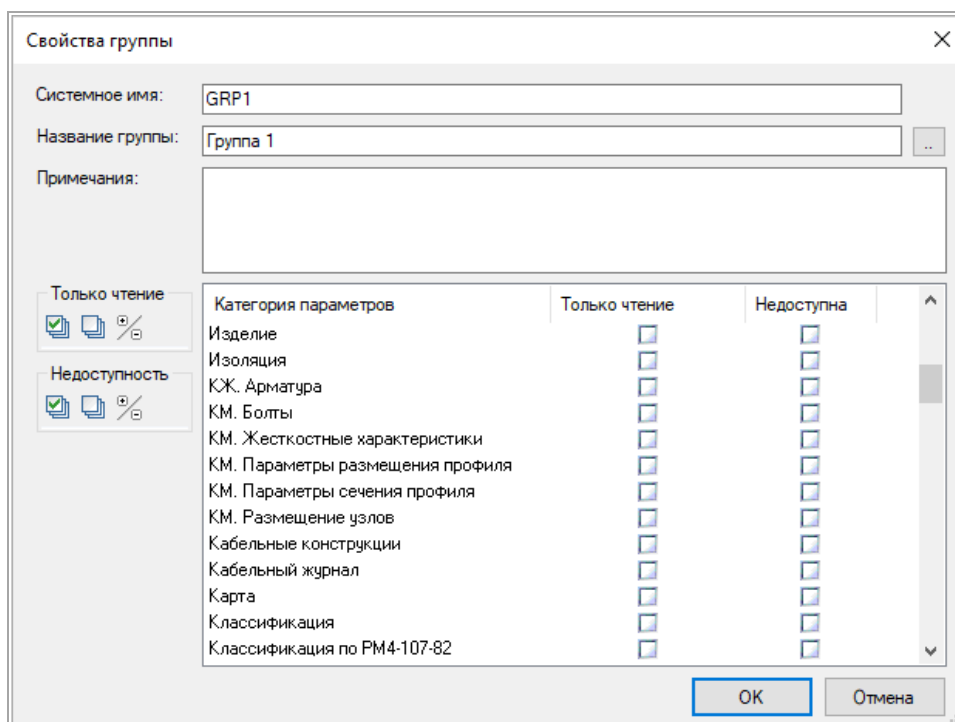 Свойства группы
Системное имя: GRP1
Название группы: Группа 1 ..
Примечания:
Только чтение
Недоступность
Категория параметров Только чтение Недоступна
Изделие
Изоляция
КЖ. Арматура
КМ. Болты
КМ. Жесткостные характеристики
КМ. Параметры размещения профиля
КМ. Параметры сечения профиля
КМ. Размещение узлов
Кабельные конструкции
Кабельный журнал
Карта
Классификация
Классификация по РМ4-107-82
OK Отмена